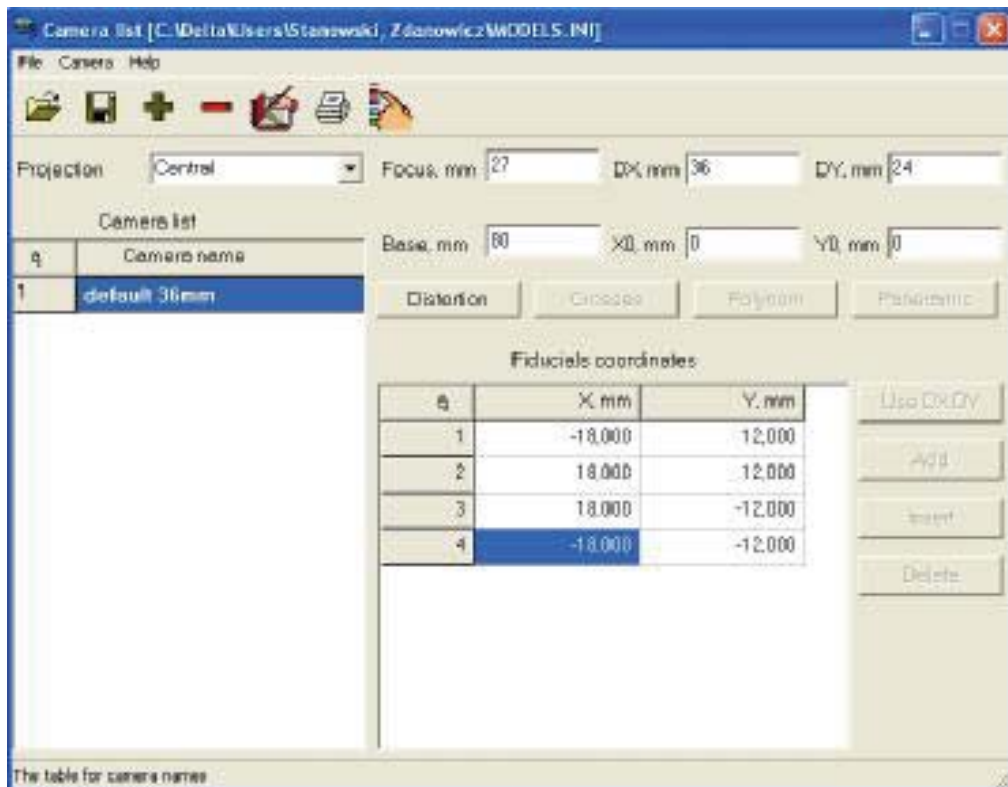 Camera list [C:\Delta\Users\Stanowski, Zdanowicz\MODELS.INI]
File Camera Help
Projection Central Focus, mm 27 DX, mm 36 DY, mm 24
Camera list
Base, mm 80 X0, mm 0 Y0, mm 0
Camera name
1 default 36mm
Distortion Crosses Polynom Panoramic
Fiducials coordinates
X, mm Y, mm
1 -18,000 12,000
2 18,000 12,000
3 18,000 -12,000
4 -18,000 -12,000
Use DX,DY
Add
Insert
Delete
The table for camera names